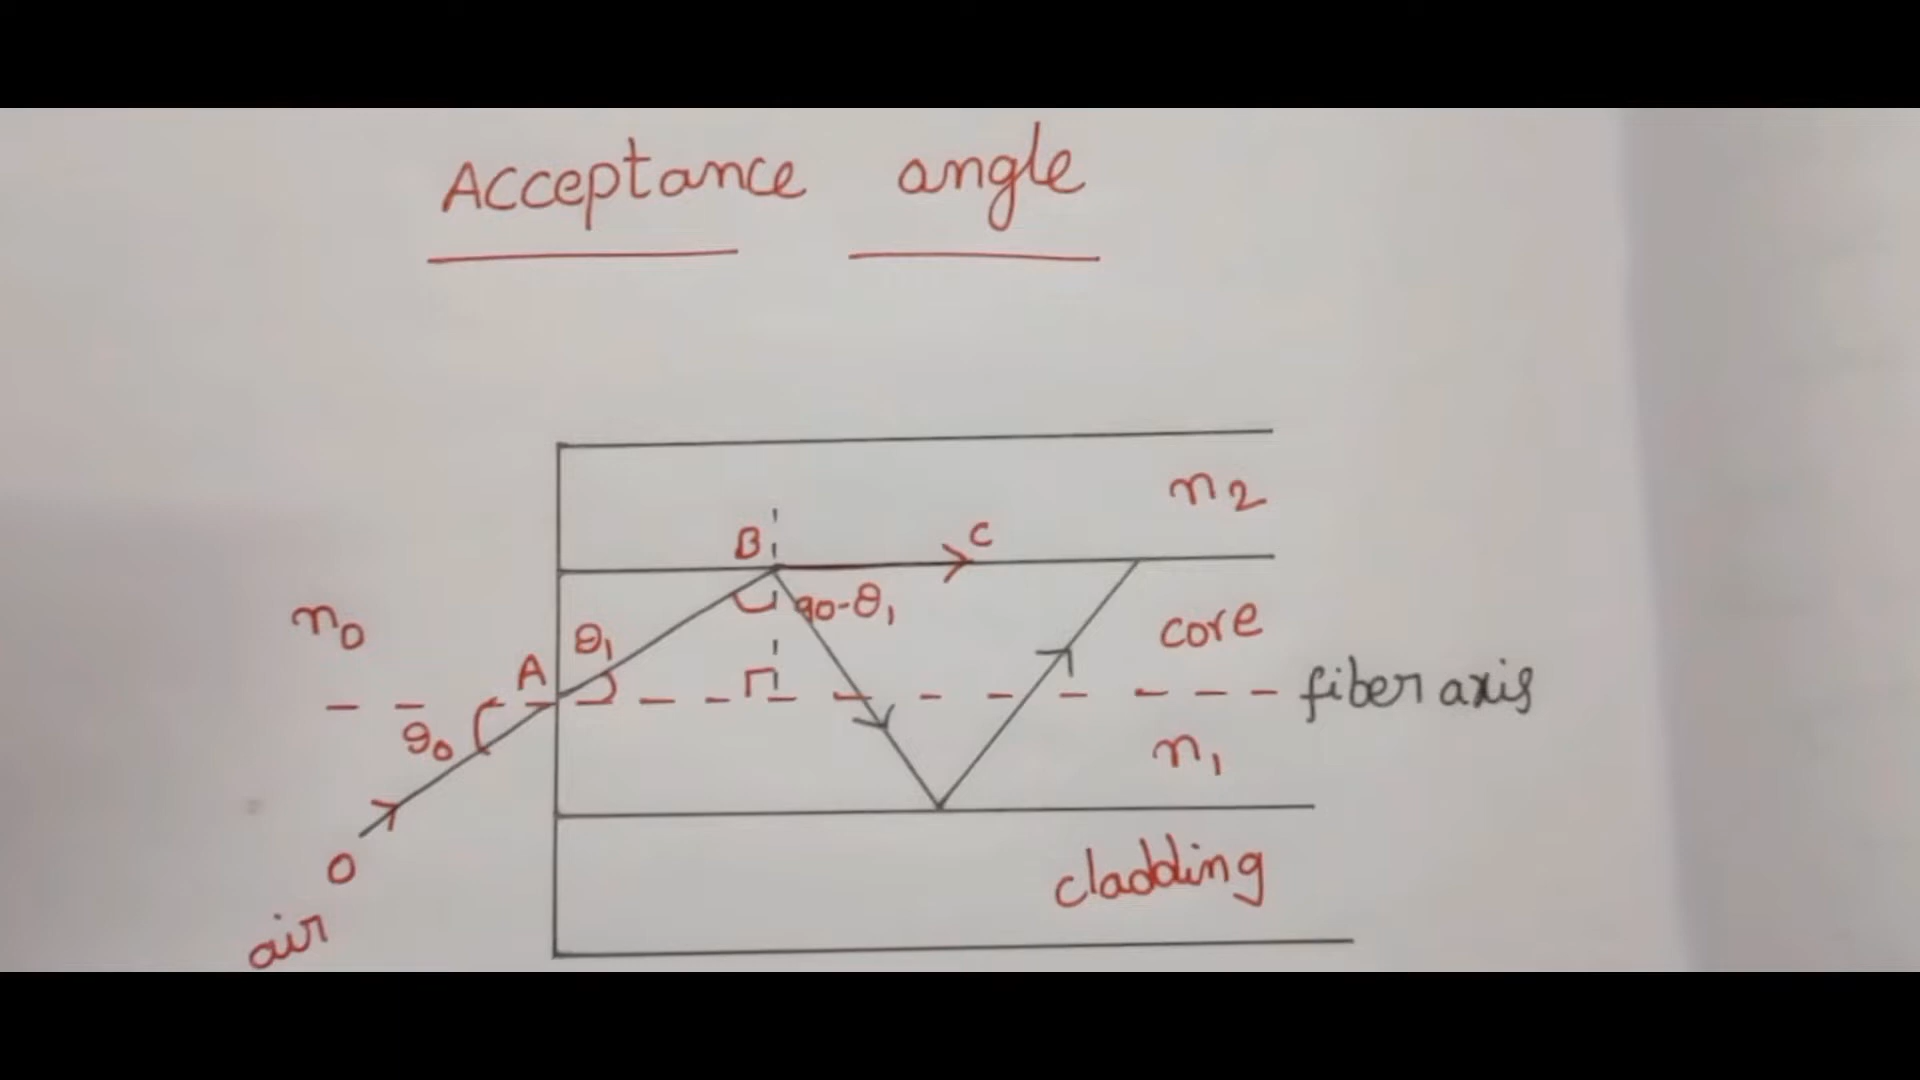 Acceptance angle
n₂
B
C
90-θ₁
n₀
θ₁
core
A
fiber axis
θ₀
n₁
O
cladding
air